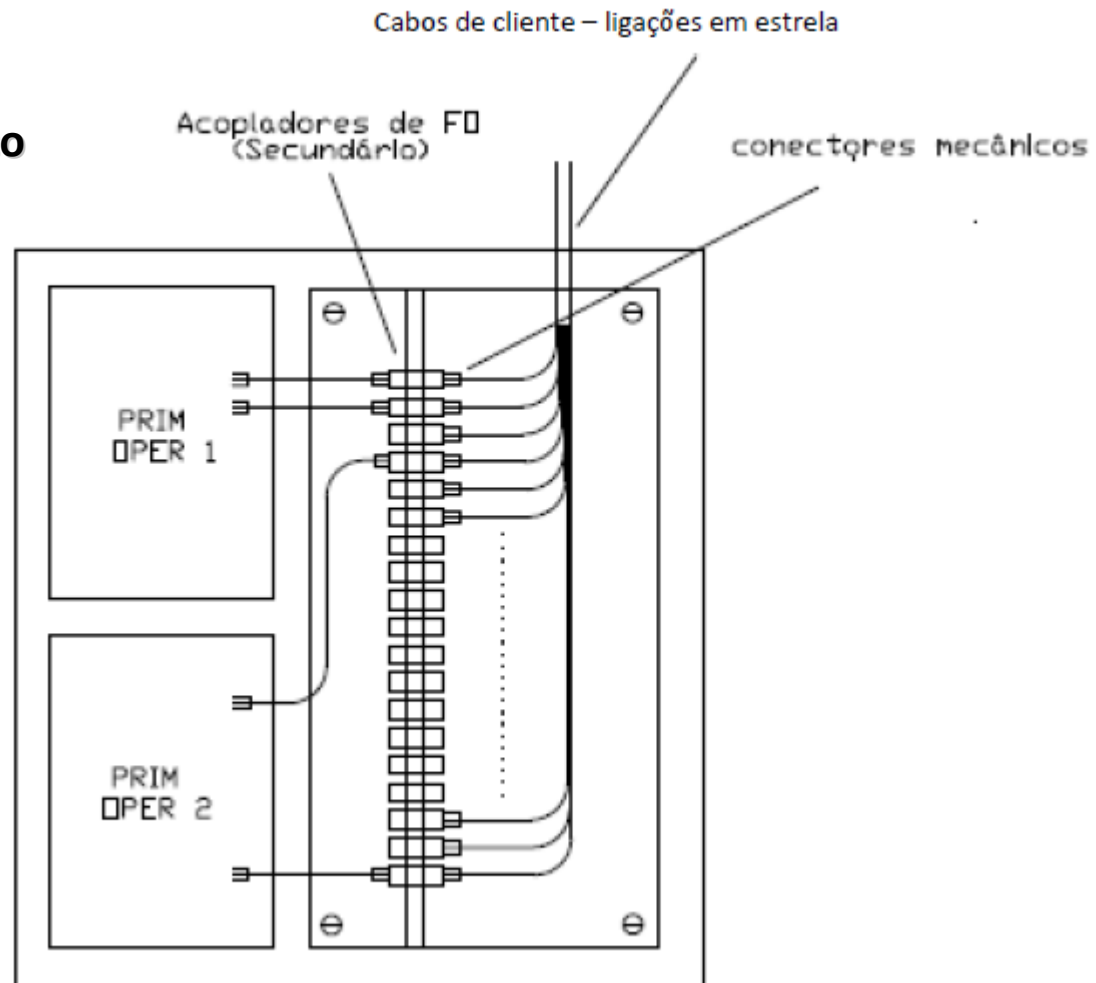 Cabos de cliente – ligações em estrela
o
Acopladores de FO
(Secundário)
conectores mecânicos
PRIM
OPER 1
PRIM
OPER 2